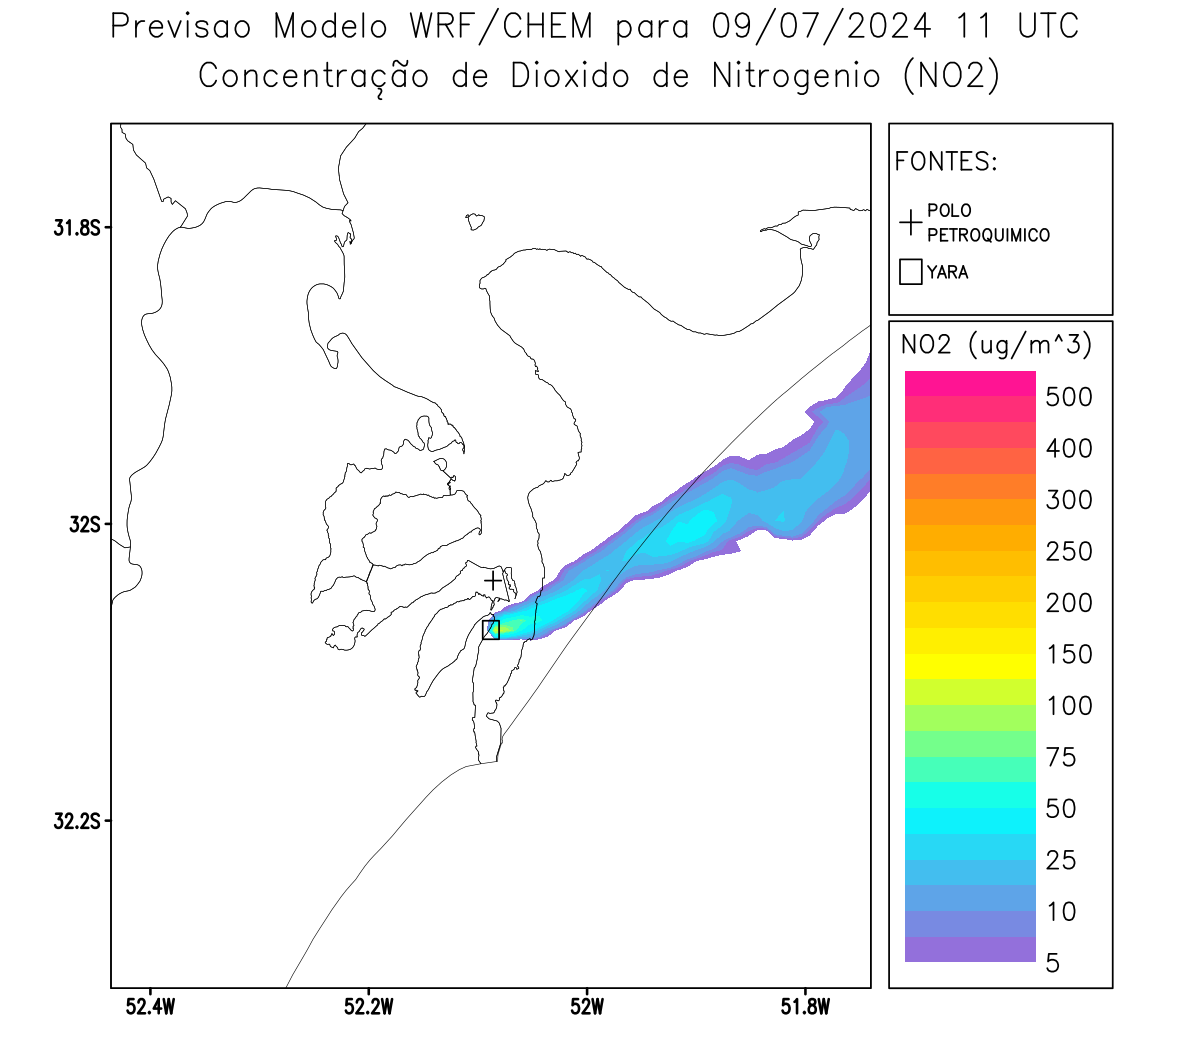 Previsao Modelo WRF/CHEM para 09/07/2024 11 UTC
Concentração de Dioxido de Nitrogenio (NO2)
FONTES:
POLO
PETROQUIMICO
YARA
NO2 (ug/m^3)
500
400
300
250
200
150
100
75
50
25
10
5
31.8S
32S
32.2S
52.4W
52.2W
52W
51.8W